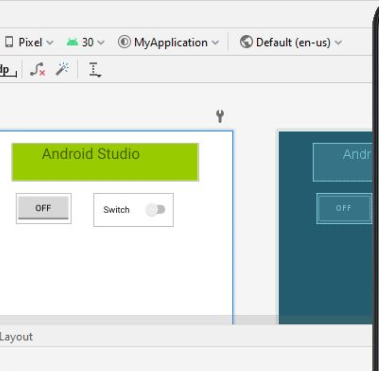 Pixel 30 MyApplication Default (en-us)
dp
Android Studio Andr
OFF Switch OFF
Layout